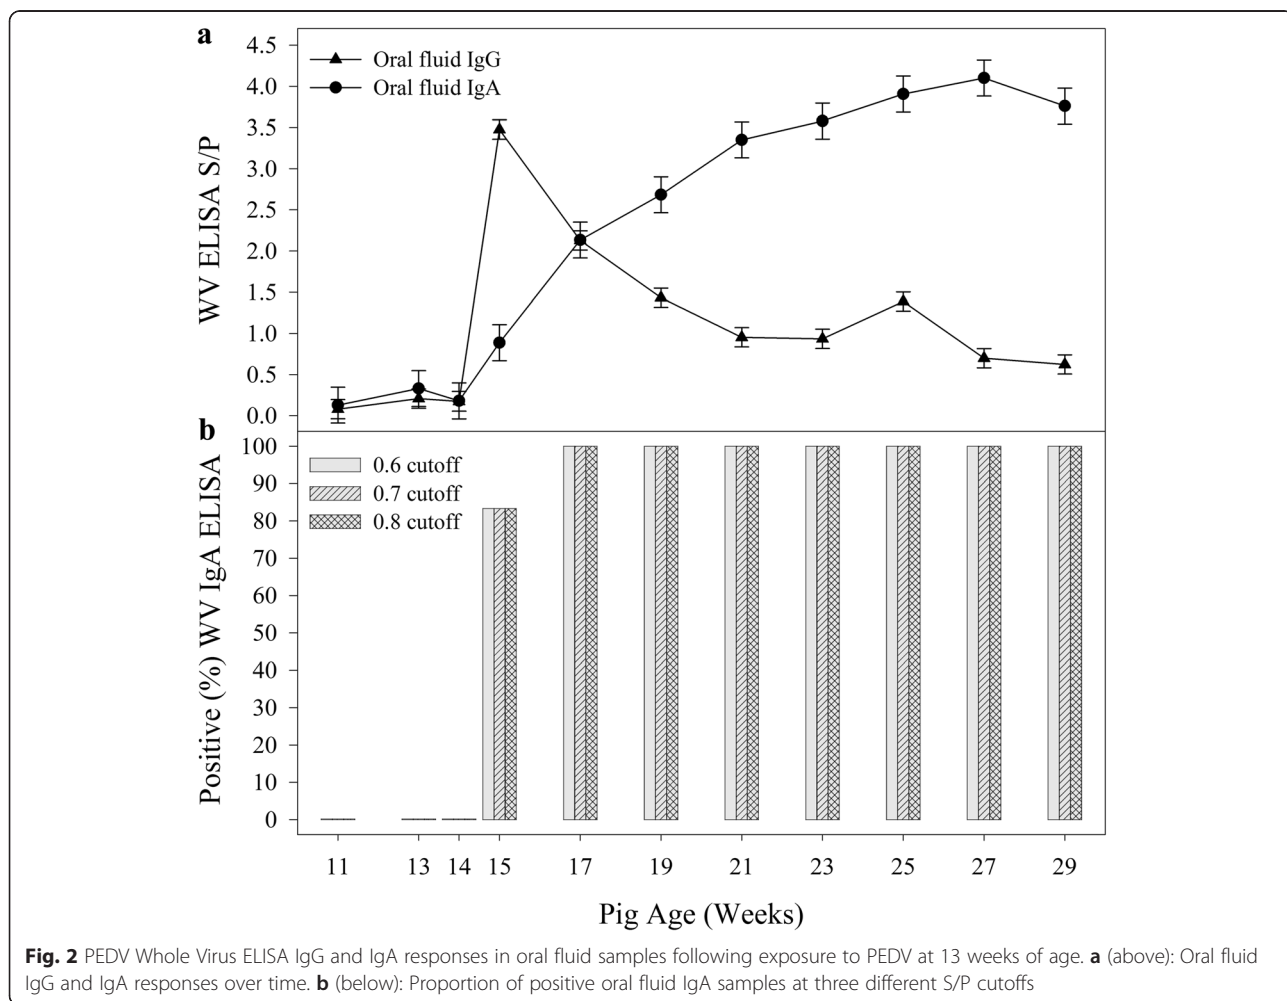 a
Oral fluid IgG
Oral fluid IgA
WV ELISA S/P
4.5
4.0
3.5
3.0
2.5
2.0
1.5
1.0
0.5
0.0
b
0.6 cutoff
0.7 cutoff
0.8 cutoff
Positive (%) WV IgA ELISA
100
90
80
70
60
50
40
30
20
10
0
11 13 14 15 17 19 21 23 25 27 29
Pig Age (Weeks)
Fig. 2 PEDV Whole Virus ELISA IgG and IgA responses in oral fluid samples following exposure to PEDV at 13 weeks of age. a (above): Oral fluid
IgG and IgA responses over time. b (below): Proportion of positive oral fluid IgA samples at three different S/P cutoffs